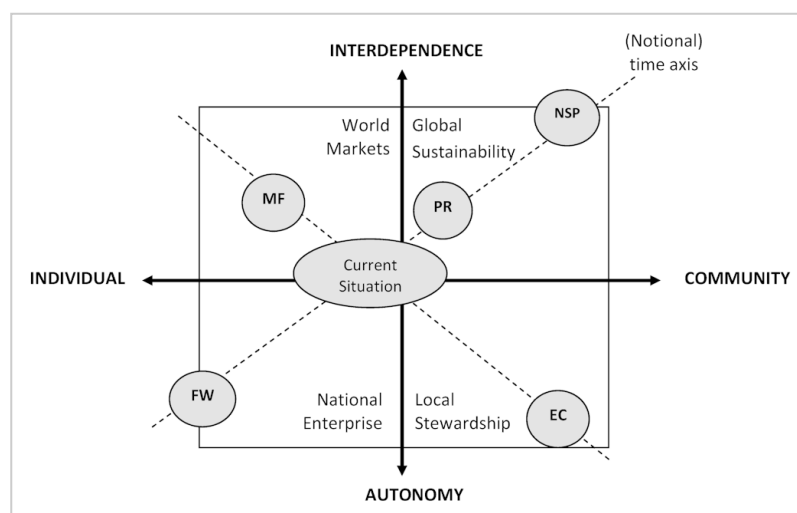 INTERDEPENDENCE
(Notional)
time axis
NSP
World
Markets
Global
Sustainability
MF
PR
Current
Situation
INDIVIDUAL
COMMUNITY
FW
National
Enterprise
Local
Stewardship
EC
AUTONOMY